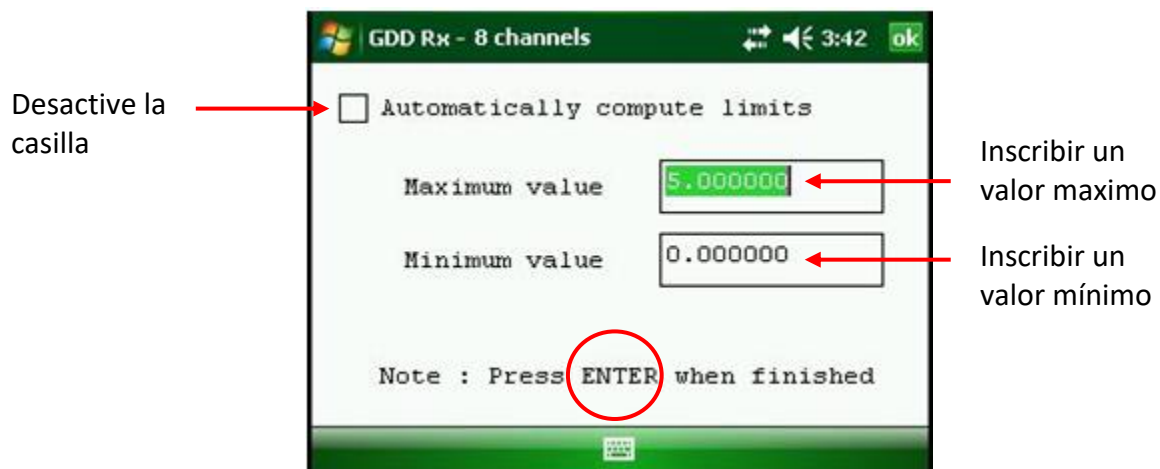 GDD Rx - 8 channels 3:42 ok
Desactive la
casilla
Automatically compute limits
Maximum value 5.000000
Inscribir un
valor maximo
Minimum value 0.000000
Inscribir un
valor mínimo
Note : Press ENTER when finished